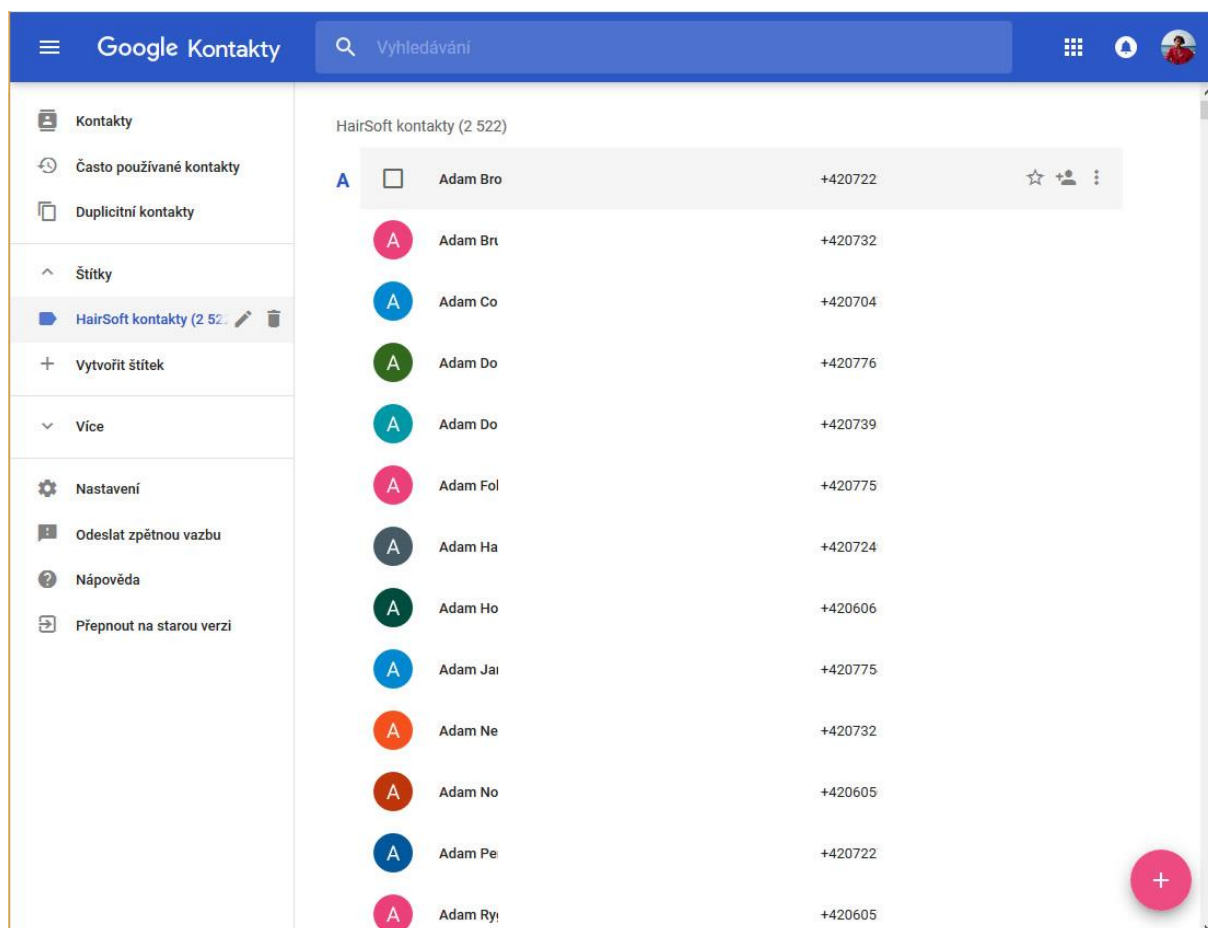 Google Kontakty
Vyhledávání
Kontakty
Často používané kontakty
Duplicitní kontakty
Štítky
HairSoft kontakty (2 52
Vytvořit štítek
Více
Nastavení
Odeslat zpětnou vazbu
Nápověda
Přepnout na starou verzi
HairSoft kontakty (2 522)
A Adam Bro +420722
A Adam Bru +420732
A Adam Co +420704
A Adam Do +420776
A Adam Do +420739
A Adam Fol +420775
A Adam Ha +420724
A Adam Ho +420606
A Adam Jan +420775
A Adam Ne +420732
A Adam No +420605
A Adam Pe +420722
A Adam Ry +420605